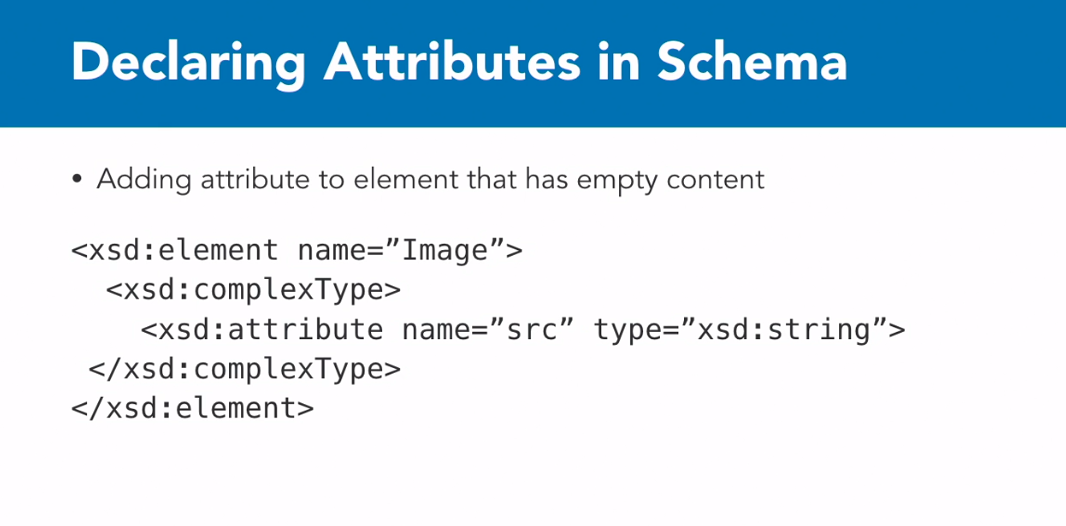 Declaring Attributes in Schema
• Adding attribute to element that has empty content
<xsd:element name=”Image”>
  <xsd:complexType>
    <xsd:attribute name=”src” type=”xsd:string”>
 </xsd:complexType>
</xsd:element>